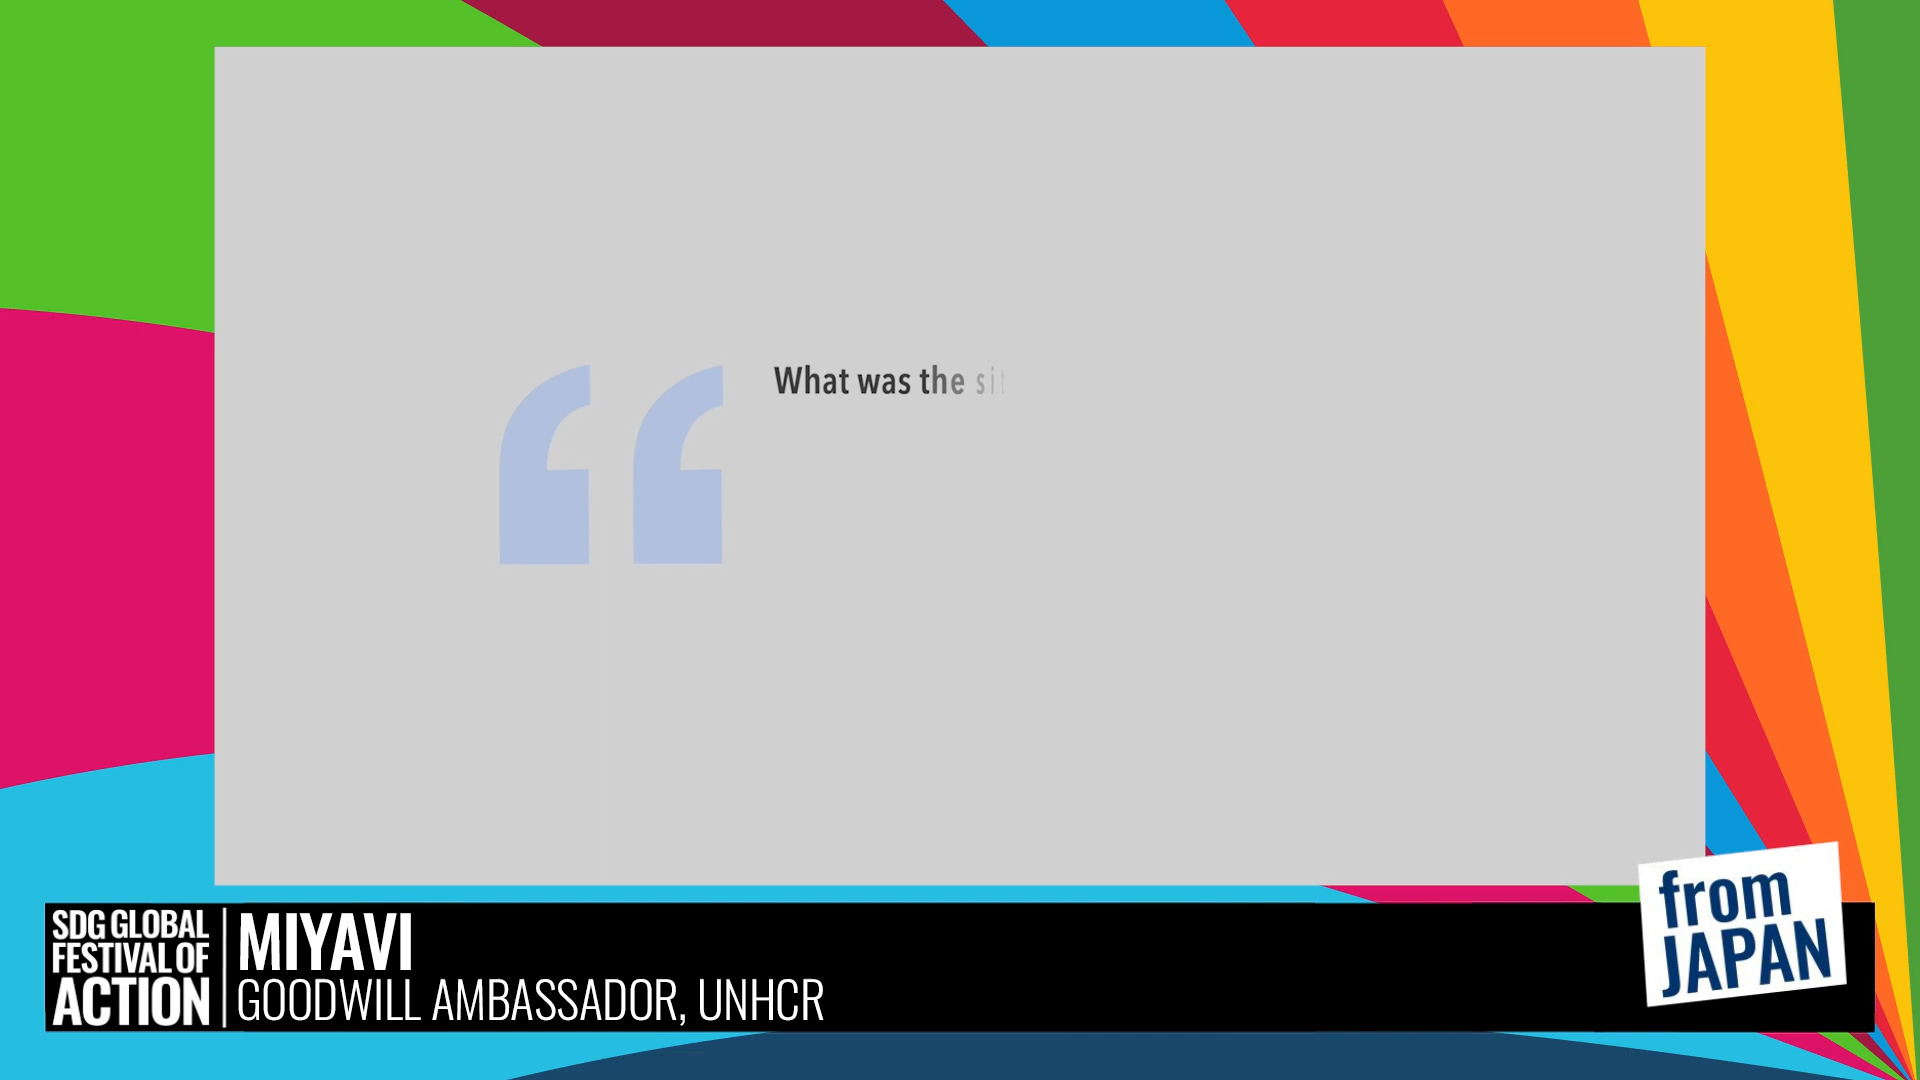 What was the
SDG GLOBAL
FESTIVAL OF
ACTION
MIYAVI
GOODWILL AMBASSADOR, UNHCR
from
JAPAN